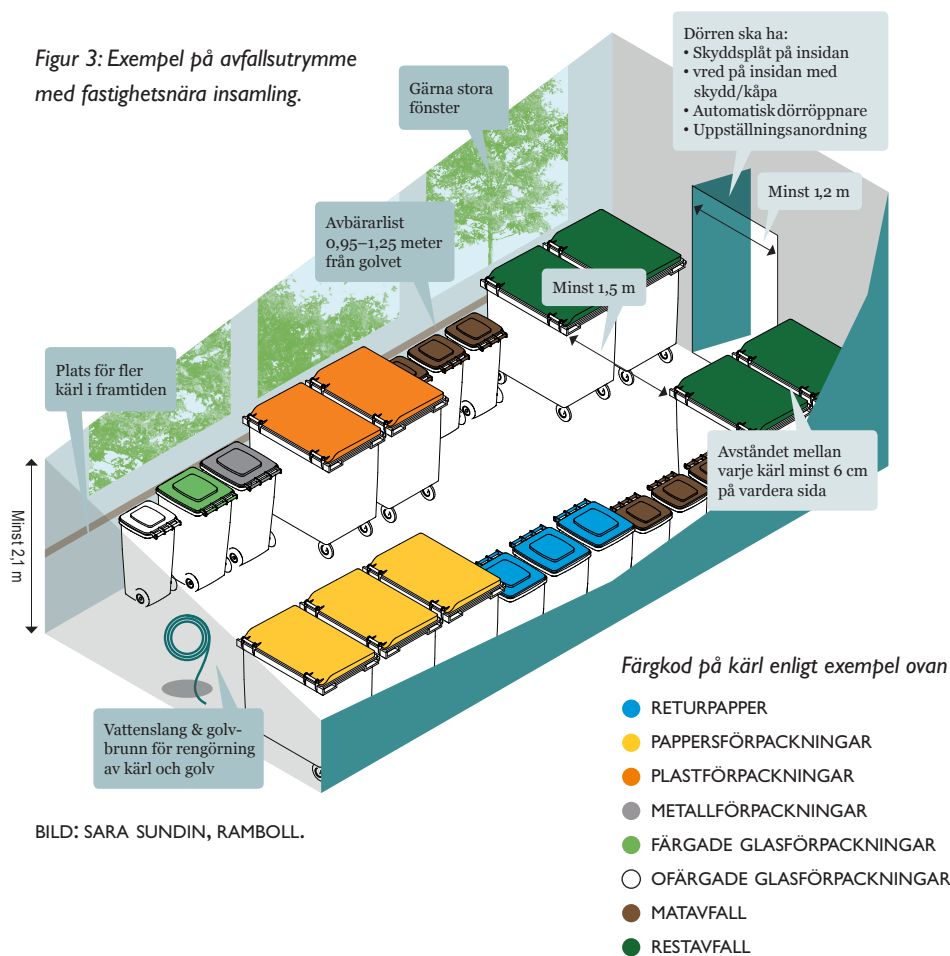 Figur 3: Exempel på avfallsutrymme
med fastighetsnära insamling.
Gärna stora
fönster
Dörren ska ha:
• Skyddsplåt på insidan
• vred på insidan med
skydd/kåpa
• Automatisk dörröppnare
• Uppställningsanordning
Minst 1,2 m
Avbärarlist
0,95–1,25 meter
från golvet
Minst 1,5 m
Plats för fler
kärl i framtiden
Avståndet mellan
varje kärl minst 6 cm
på vardera sida
Minst 2,1 m
Vattenslang & golv-
brunn för rengörning
av kärl och golv
BILD: SARA SUNDIN, RAMBOLL.
Färgkod på kärl enligt exempel ovan
RETURPAPPER
PAPPERSFÖRPACKNINGAR
PLASTFÖRPACKNINGAR
METALLFÖRPACKNINGAR
FÄRGADE GLASFÖRPACKNINGAR
OFÄRGADE GLASFÖRPACKNINGAR
MATAVFALL
RESTAVFALL